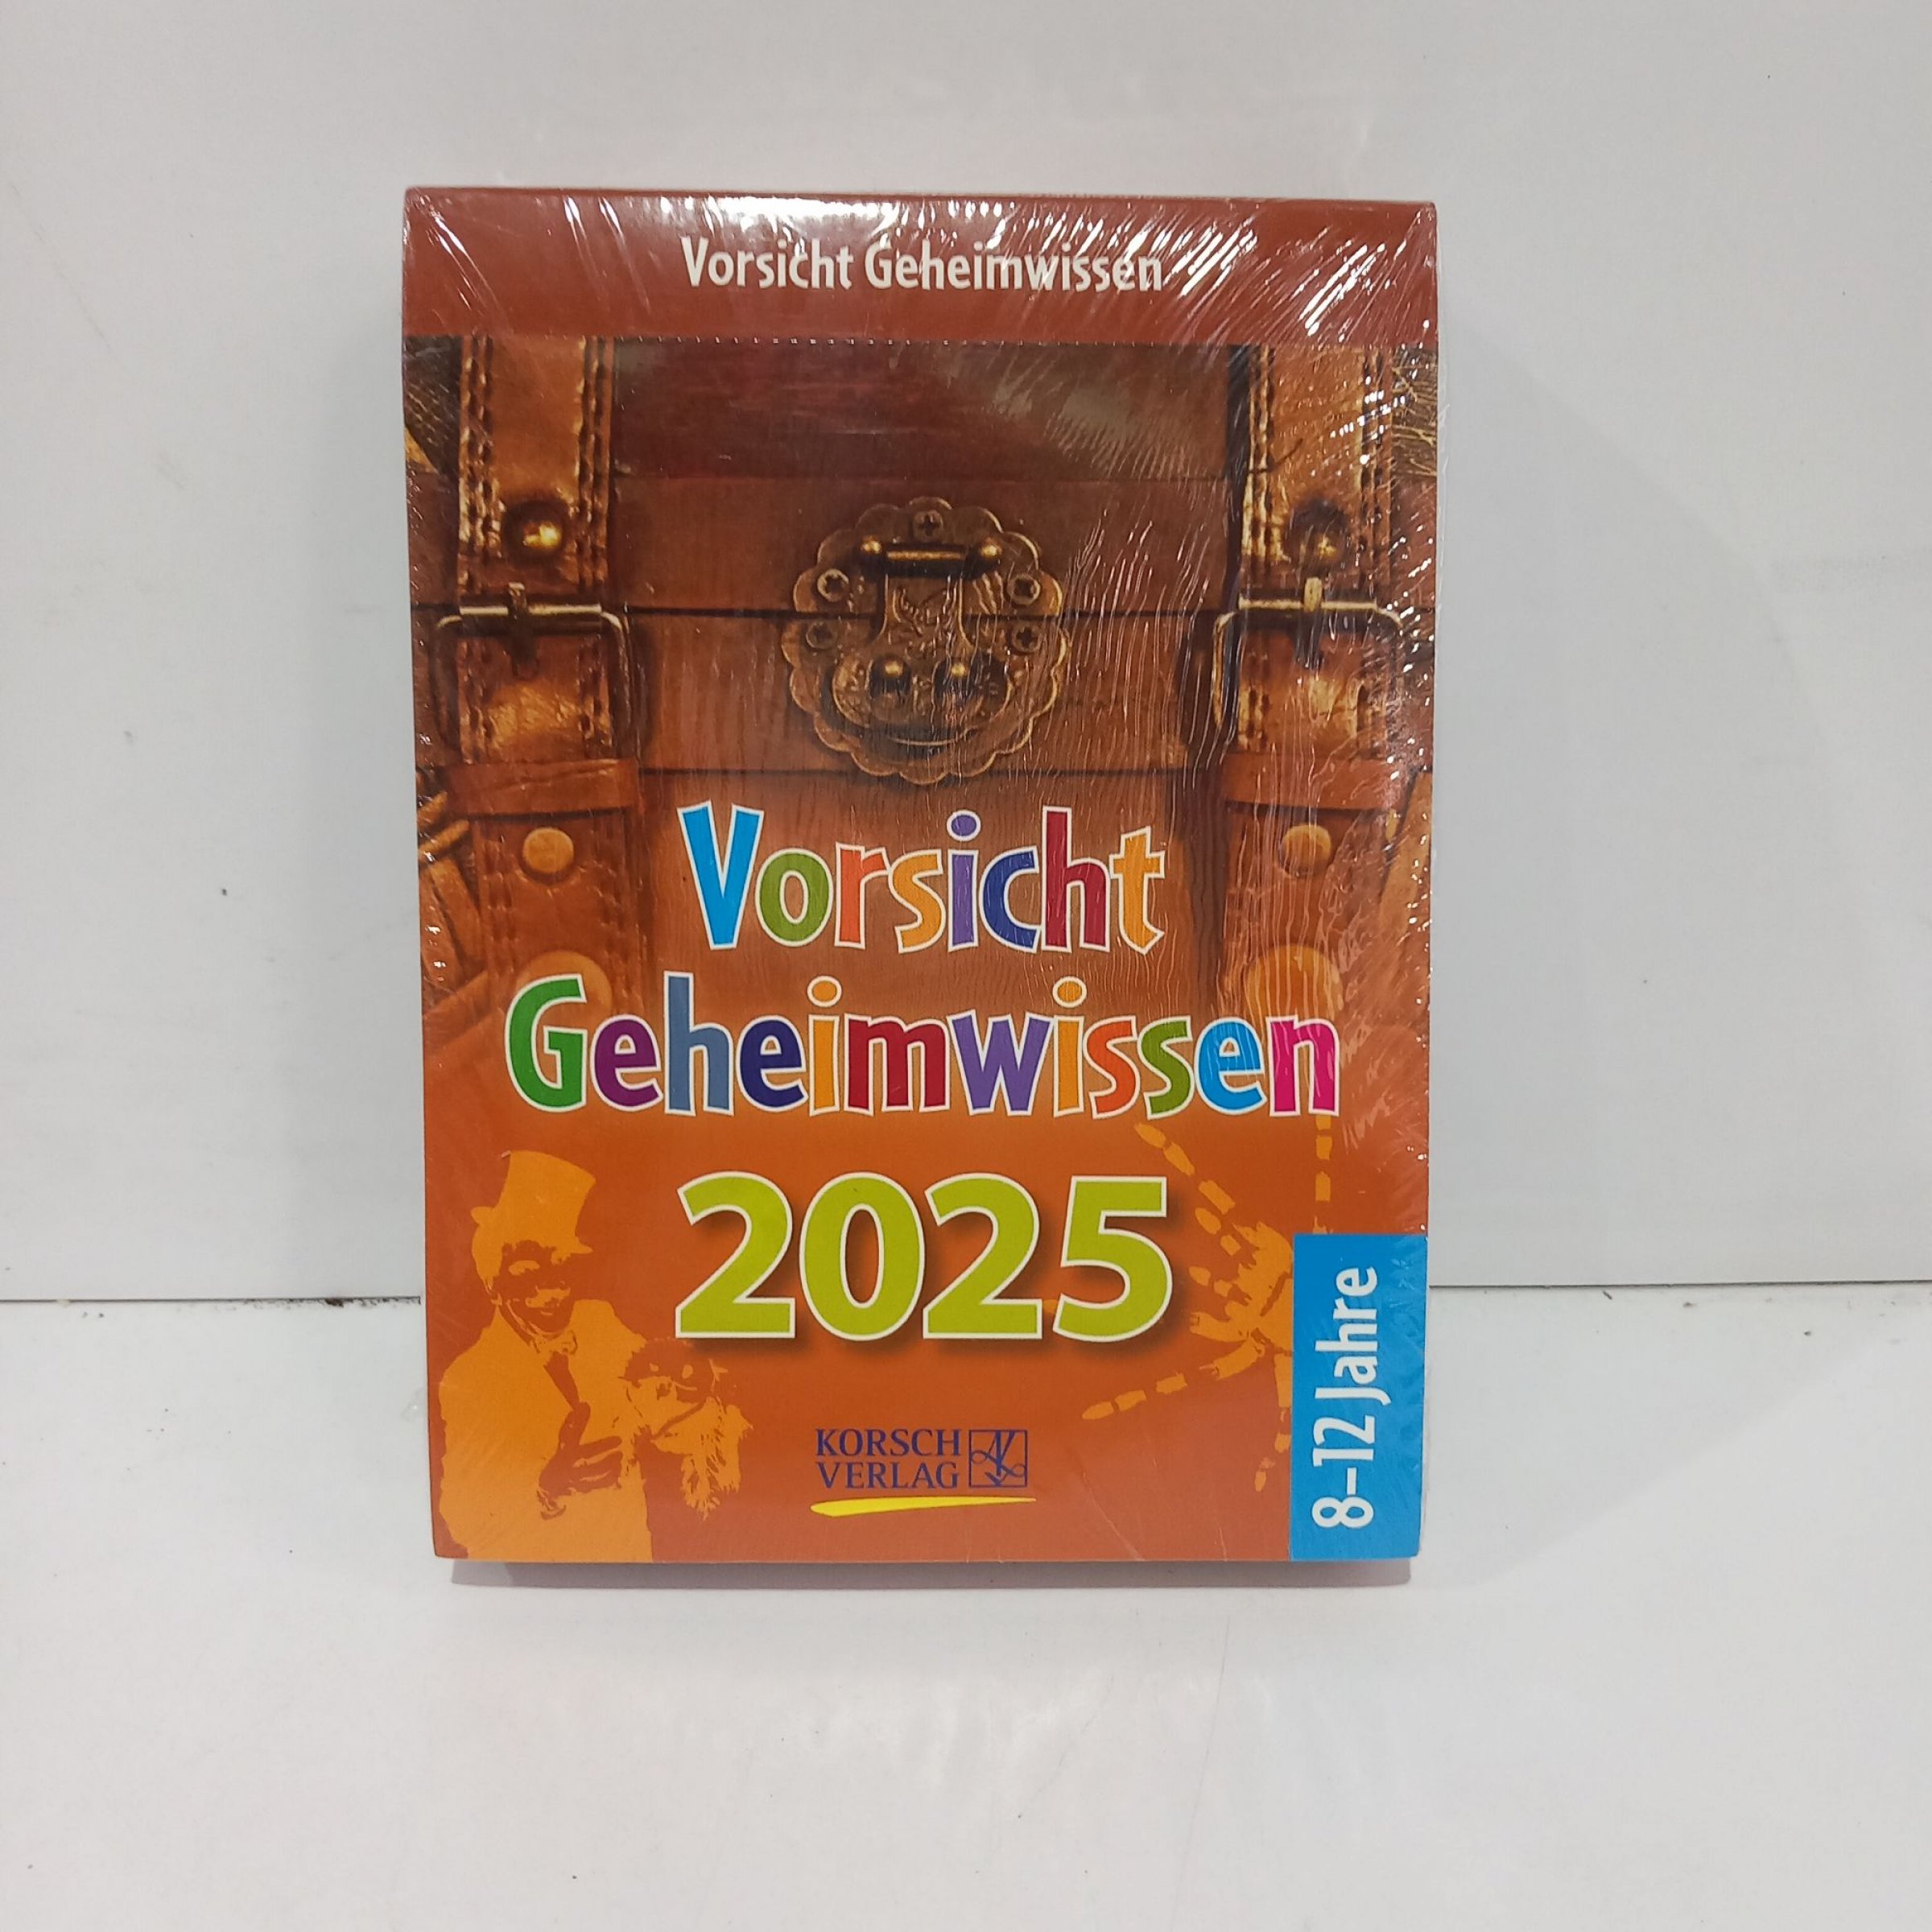 Vorsicht Geheimwissen
Vorsicht
Geheimwissen
2025
8-12 Jahre
KORSCH
VERLAG